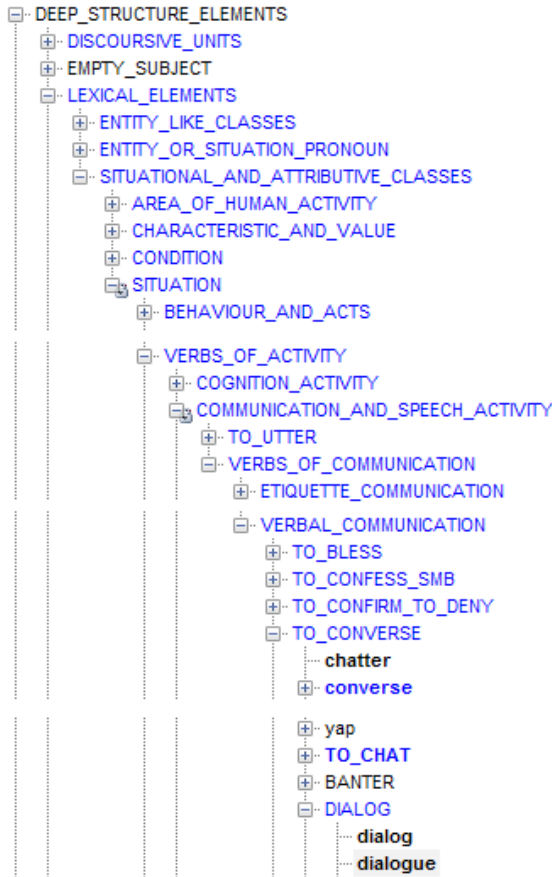 DEEP_STRUCTURE_ELEMENTS
DISCOURSIVE_UNITS
EMPTY_SUBJECT
LEXICAL_ELEMENTS
ENTITY_LIKE_CLASSES
ENTITY_OR_SITUATION_PRONOUN
SITUATIONAL_AND_ATTRIBUTIVE_CLASSES
AREA_OF_HUMAN_ACTIVITY
CHARACTERISTIC_AND_VALUE
CONDITION
SITUATION
BEHAVIOUR_AND_ACTS
VERBS_OF_ACTIVITY
COGNITION_ACTIVITY
COMMUNICATION_AND_SPEECH_ACTIVITY
TO_UTTER
VERBS_OF_COMMUNICATION
ETIQUETTE_COMMUNICATION
VERBAL_COMMUNICATION
TO_BLESS
TO_CONFESS_SMB
TO_CONFIRM_TO_DENY
TO_CONVERSE
chatter
converse
yap
TO_CHAT
BANTER
DIALOG
dialog
dialogue